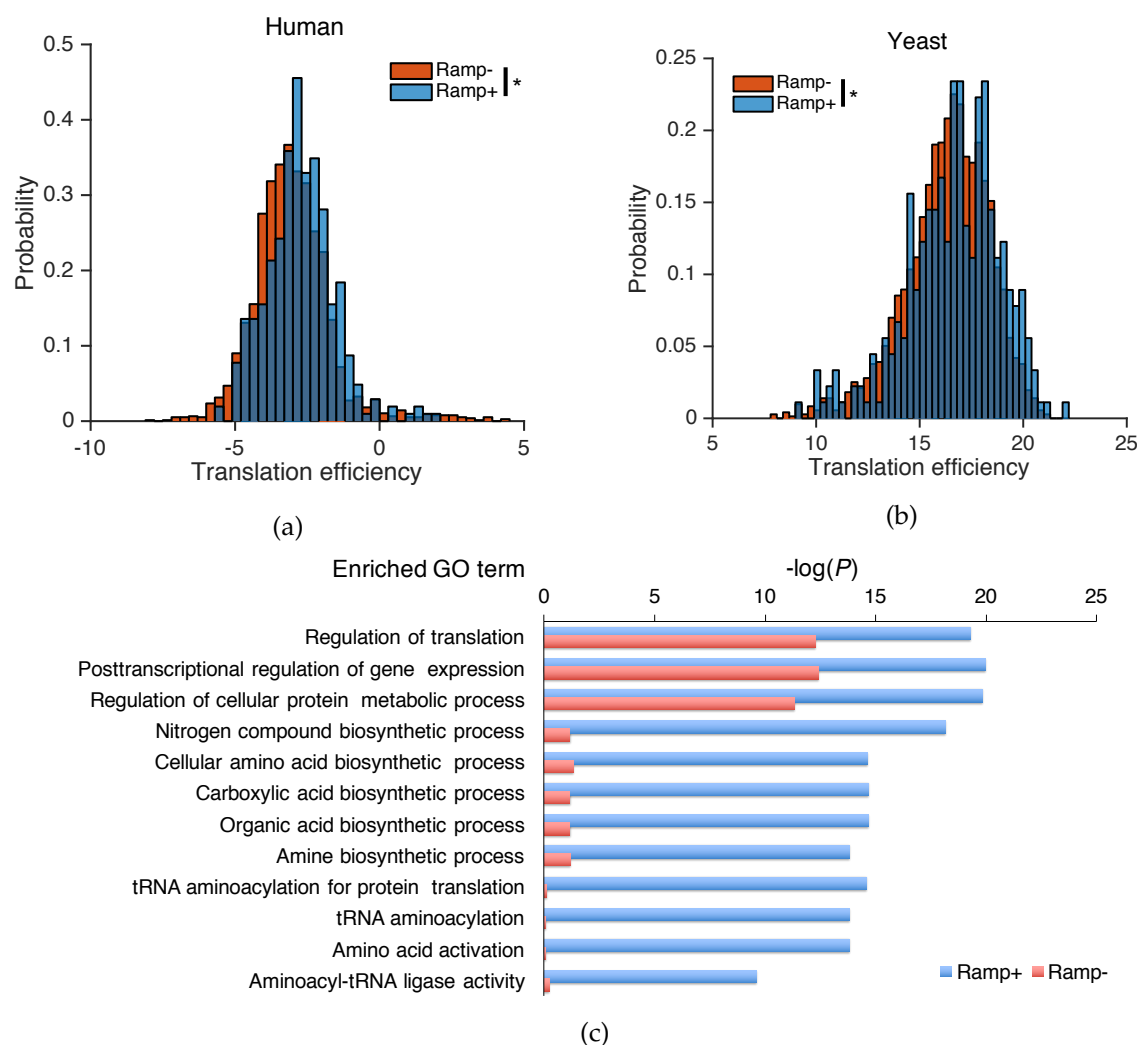 Human
0.5
0.4
0.3
0.2
0.1
0
Probability
-10
-5
0
5
Translation efficiency
Ramp-
Ramp+
*
(a)
Yeast
0.25
0.2
0.15
0.1
0.05
0
Probability
5
10
15
20
25
Translation efficiency
Ramp-
Ramp+
*
(b)
Enriched GO term
-log(P)
0 5 10 15 20 25
Regulation of translation
Posttranscriptional regulation of gene expression
Regulation of cellular protein metabolic process
Nitrogen compound biosynthetic process
Cellular amino acid biosynthetic process
Carboxylic acid biosynthetic process
Organic acid biosynthetic process
Amine biosynthetic process
tRNA aminoacylation for protein translation
tRNA aminoacylation
Amino acid activation
Aminoacyl-tRNA ligase activity
Ramp+ Ramp-
(c)